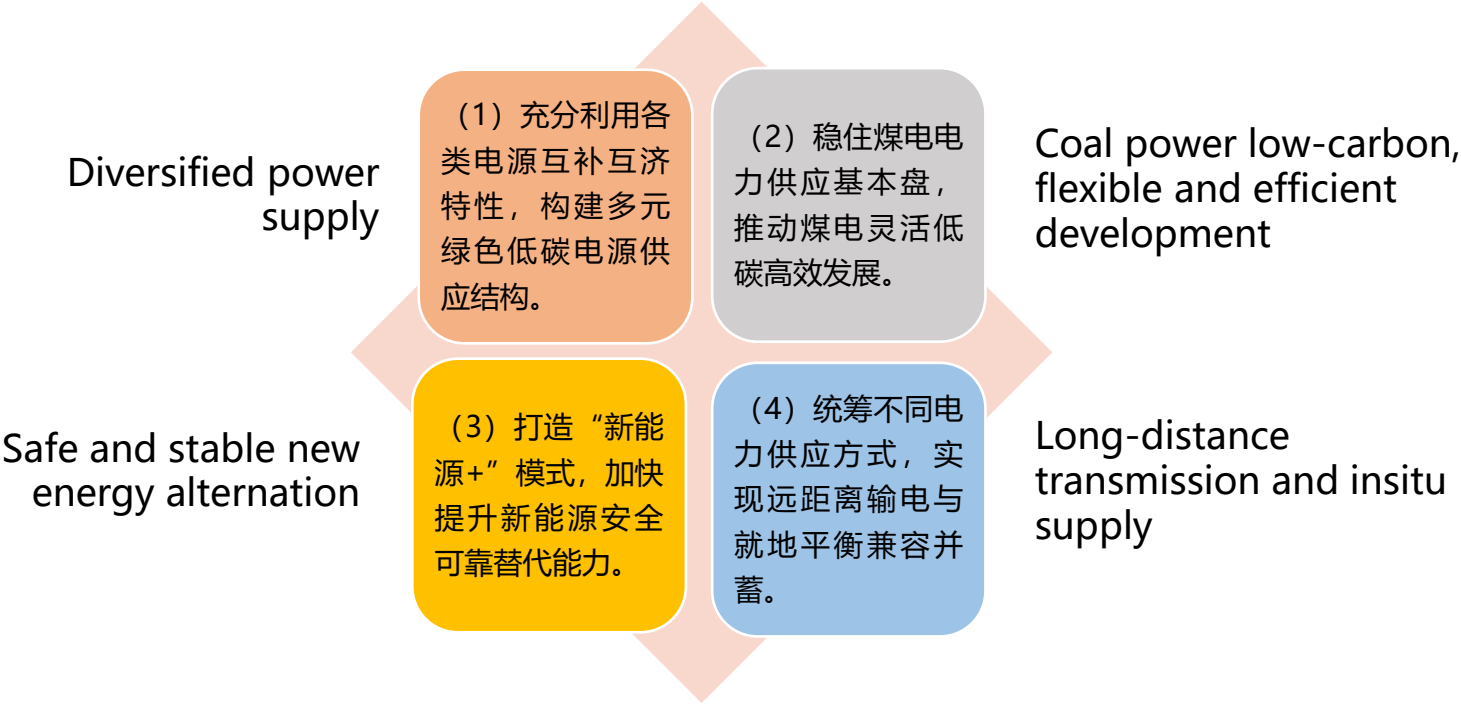 Diversified power
supply
（1）充分利用各
类电源互补互济
特性，构建多元
绿色低碳电源供
应结构。
（2）稳住煤电电
力供应基本盘，
推动煤电灵活低
碳高效发展。
Coal power low-carbon,
flexible and efficient
development
Safe and stable new
energy alternation
（3）打造“新能
源+”模式，加快
提升新能源安全
可靠替代能力。
（4）统筹不同电
力供应方式，实
现远距离输电与
就地平衡兼容并
蓄。
Long-distance
transmission and insitu
supply